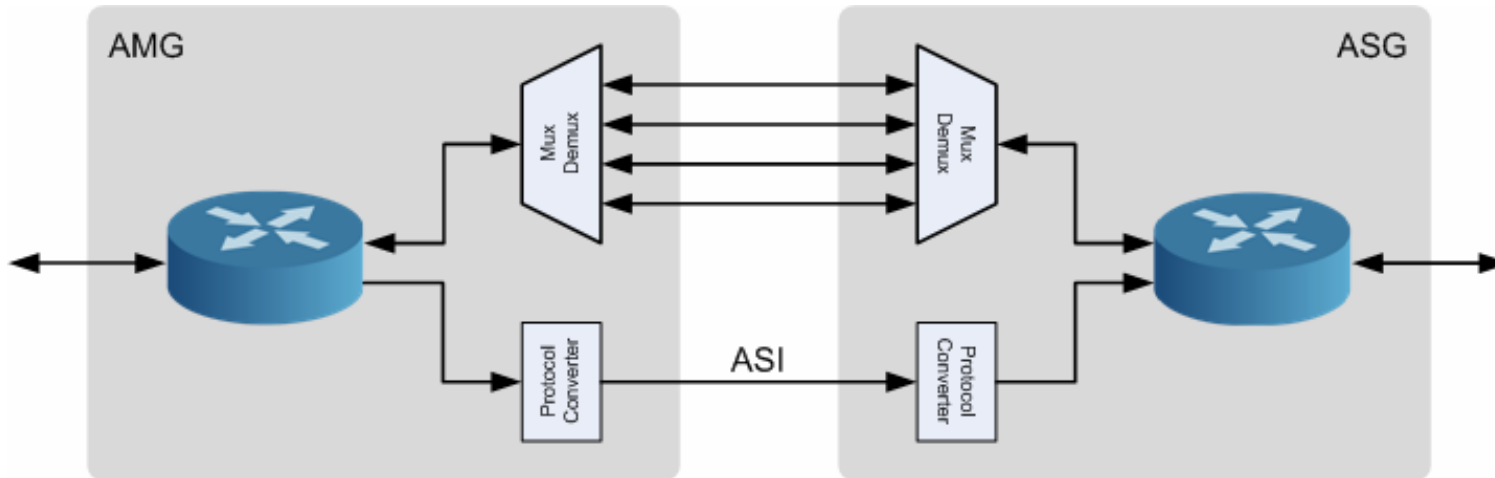 AMG
ASG
Mux
Demux
Mux
Demux
Protocol
Converter
ASI
Protocol
Converter